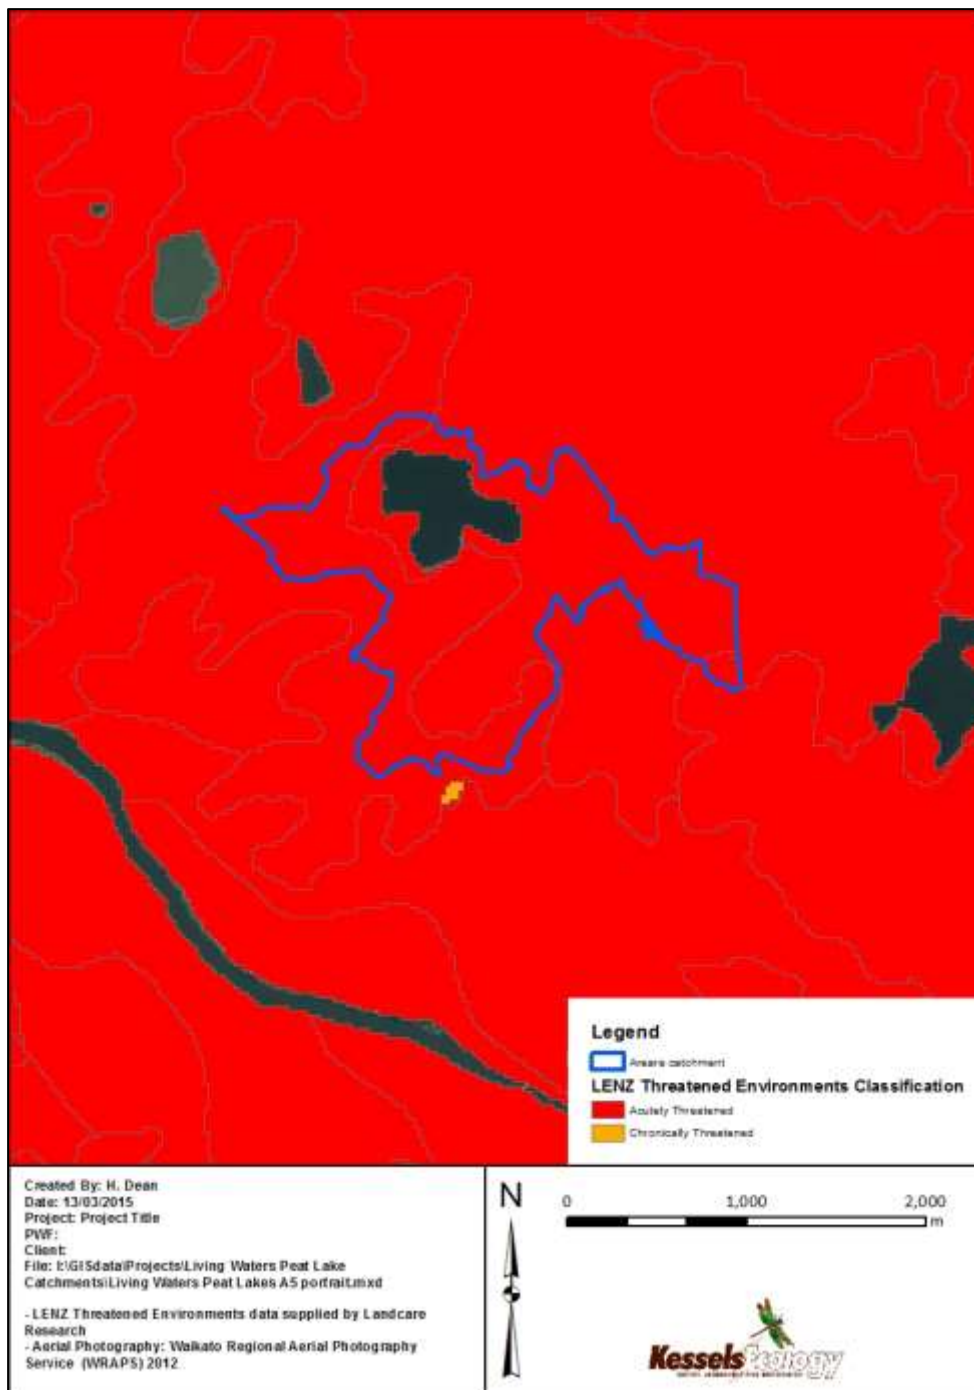 Legend
Areare catchment
LENZ Threatened Environments Classification
Acutely Threatened
Chronically Threatened
Created By: H. Dean
Date: 13/03/2015
Project: Project Title
PWF:
Client:
File: I:\GISdata\Projects\Living Waters Peat Lake
Catchments\Living Waters Peat Lakes A5 portrait.mxd
- LENZ Threatened Environments data supplied by Landcare
Research
- Aerial Photography: Waikato Regional Aerial Photography
Service (WRAPS) 2012
N
0 1,000 2,000
m
KesselsEcology